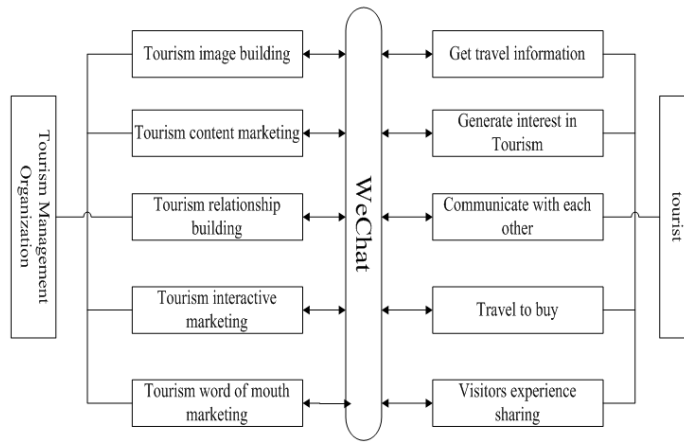 Tourism Management
Organization
Tourism image building
Tourism content marketing
Tourism relationship
building
Tourism interactive
marketing
Tourism word of mouth
marketing
WeChat
Get travel information
Generate interest in
Tourism
Communicate with each
other
Travel to buy
Visitors experience
sharing
tourist